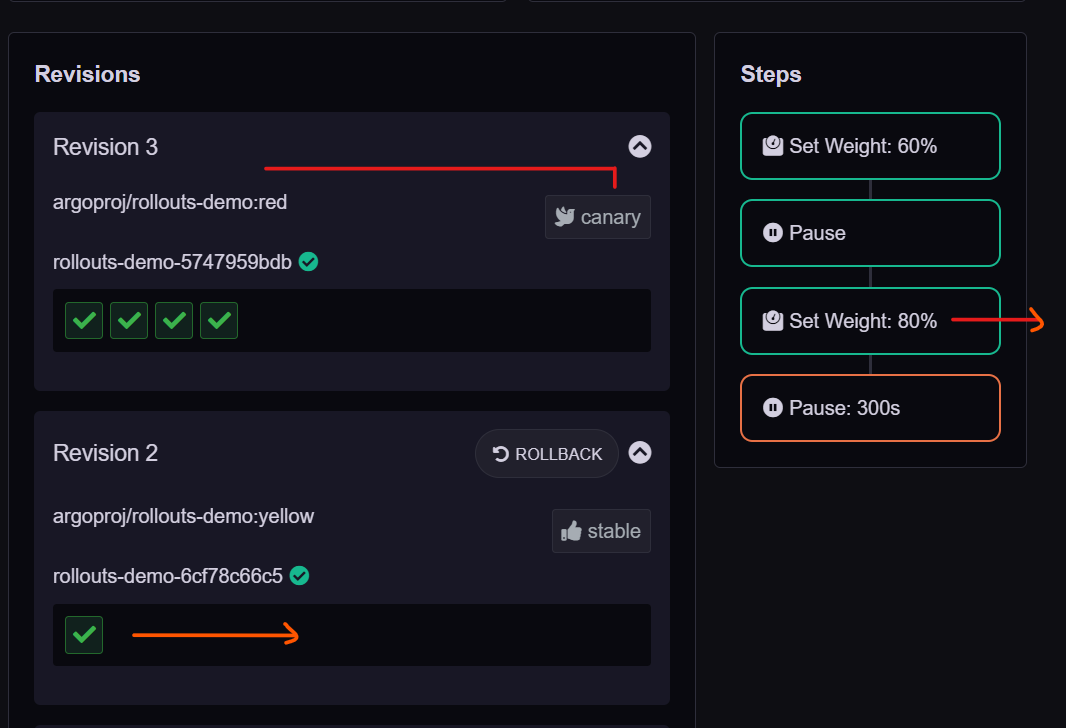 Revisions
Revision 3
argoproj/rollouts-demo:red
canary
rollouts-demo-5747959bdb
Revision 2
ROLLBACK
argoproj/rollouts-demo:yellow
stable
rollouts-demo-6cf78c66c5
Steps
Set Weight: 60%
Pause
Set Weight: 80%
Pause: 300s